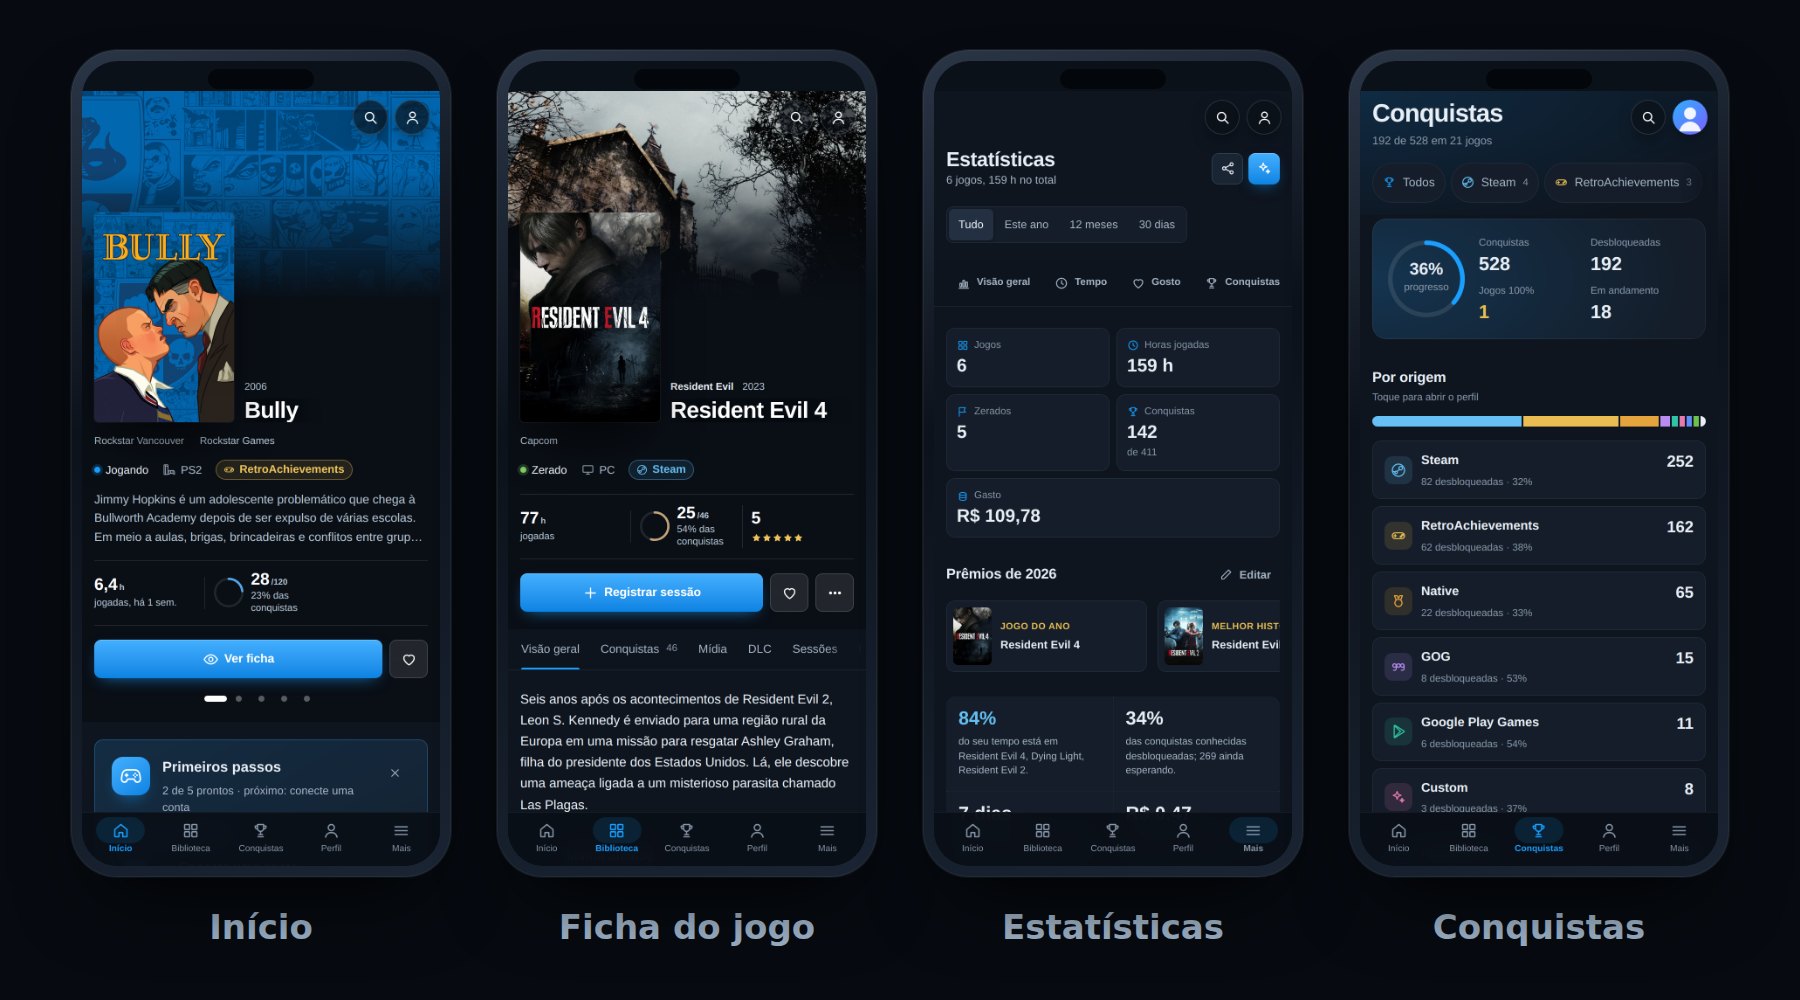 BULLY
2006
Bully
Rockstar Vancouver Rockstar Games
Jogando PS2 RetroAchievements
Jimmy Hopkins é um adolescente problemático que chega à
Bullworth Academy depois de ser expulso de várias escolas.
Em meio a aulas, brigas, brincadeiras e conflitos entre grup...
6,4 h
jogadas, há 1 sem.
28 /120
23% das
conquistas
Ver ficha
Primeiros passos
2 de 5 prontos · próximo: conecte uma
conta
Início Biblioteca Conquistas Perfil Mais
Início
RESIDENT EVIL 4
Resident Evil 2023
Resident Evil 4
Capcom
Zerado PC Steam
77 h
jogadas
25 /46
54% das
conquistas
5
Registrar sessão
Visão geral Conquistas 46 Mídia DLC Sessões
Seis anos após os acontecimentos de Resident Evil 2,
Leon S. Kennedy é enviado para uma região rural da
Europa em uma missão para resgatar Ashley Graham,
filha do presidente dos Estados Unidos. Lá, ele descobre
uma ameaça ligada a um misterioso parasita chamado
Las Plagas.
Início Biblioteca Conquistas Perfil Mais
Ficha do jogo
Estatísticas
6 jogos, 159 h no total
Tudo Este ano 12 meses 30 dias
Visão geral Tempo Gosto Conquistas
Jogos
6
Horas jogadas
159 h
Zerados
5
Conquistas
142
de 411
Gasto
R$ 109,78
Prêmios de 2026 Editar
RESIDENT EVIL 4
JOGO DO ANO
Resident Evil 4
MELHOR HIST
Resident Evil
84%
do seu tempo está em
Resident Evil 4, Dying Light,
Resident Evil 2.
34%
das conquistas conhecidas
desbloqueadas; 269 ainda
esperando.
7 dias
R$ 0,47
Início Biblioteca Conquistas Perfil Mais
Estatísticas
Conquistas
192 de 528 em 21 jogos
Todos Steam 4 RetroAchievements 3
36%
progresso
Conquistas
528
Desbloqueadas
192
Jogos 100%
1
Em andamento
18
Por origem
Toque para abrir o perfil
Steam 252
82 desbloqueadas · 32%
RetroAchievements 162
62 desbloqueadas · 38%
Native 65
22 desbloqueadas · 33%
GOG 15
8 desbloqueadas · 53%
Google Play Games 11
6 desbloqueadas · 54%
Custom 8
3 desbloqueadas · 37%
Início Biblioteca Conquistas Perfil Mais
Conquistas